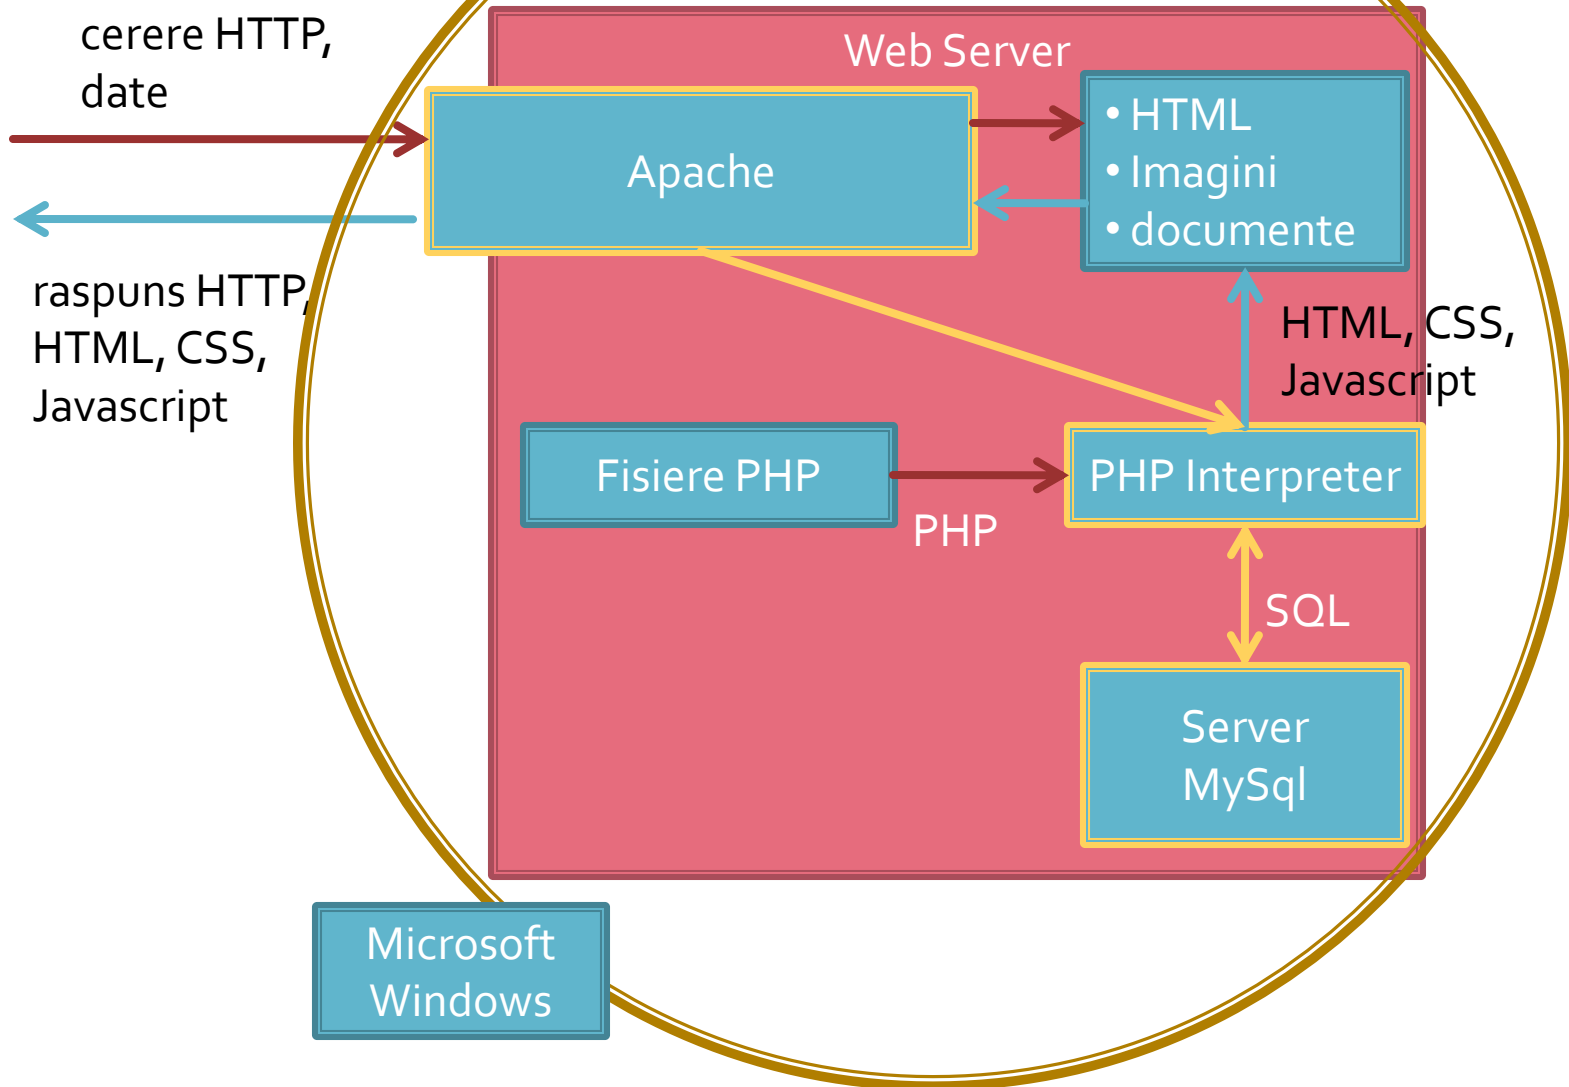 cerere HTTP,
date
Web Server
Apache
• HTML
• Imagini
• documente
raspuns HTTP,
HTML, CSS,
Javascript
HTML, CSS,
Javascript
Fisiere PHP
PHP
PHP Interpreter
SQL
Server
MySql
Microsoft
Windows